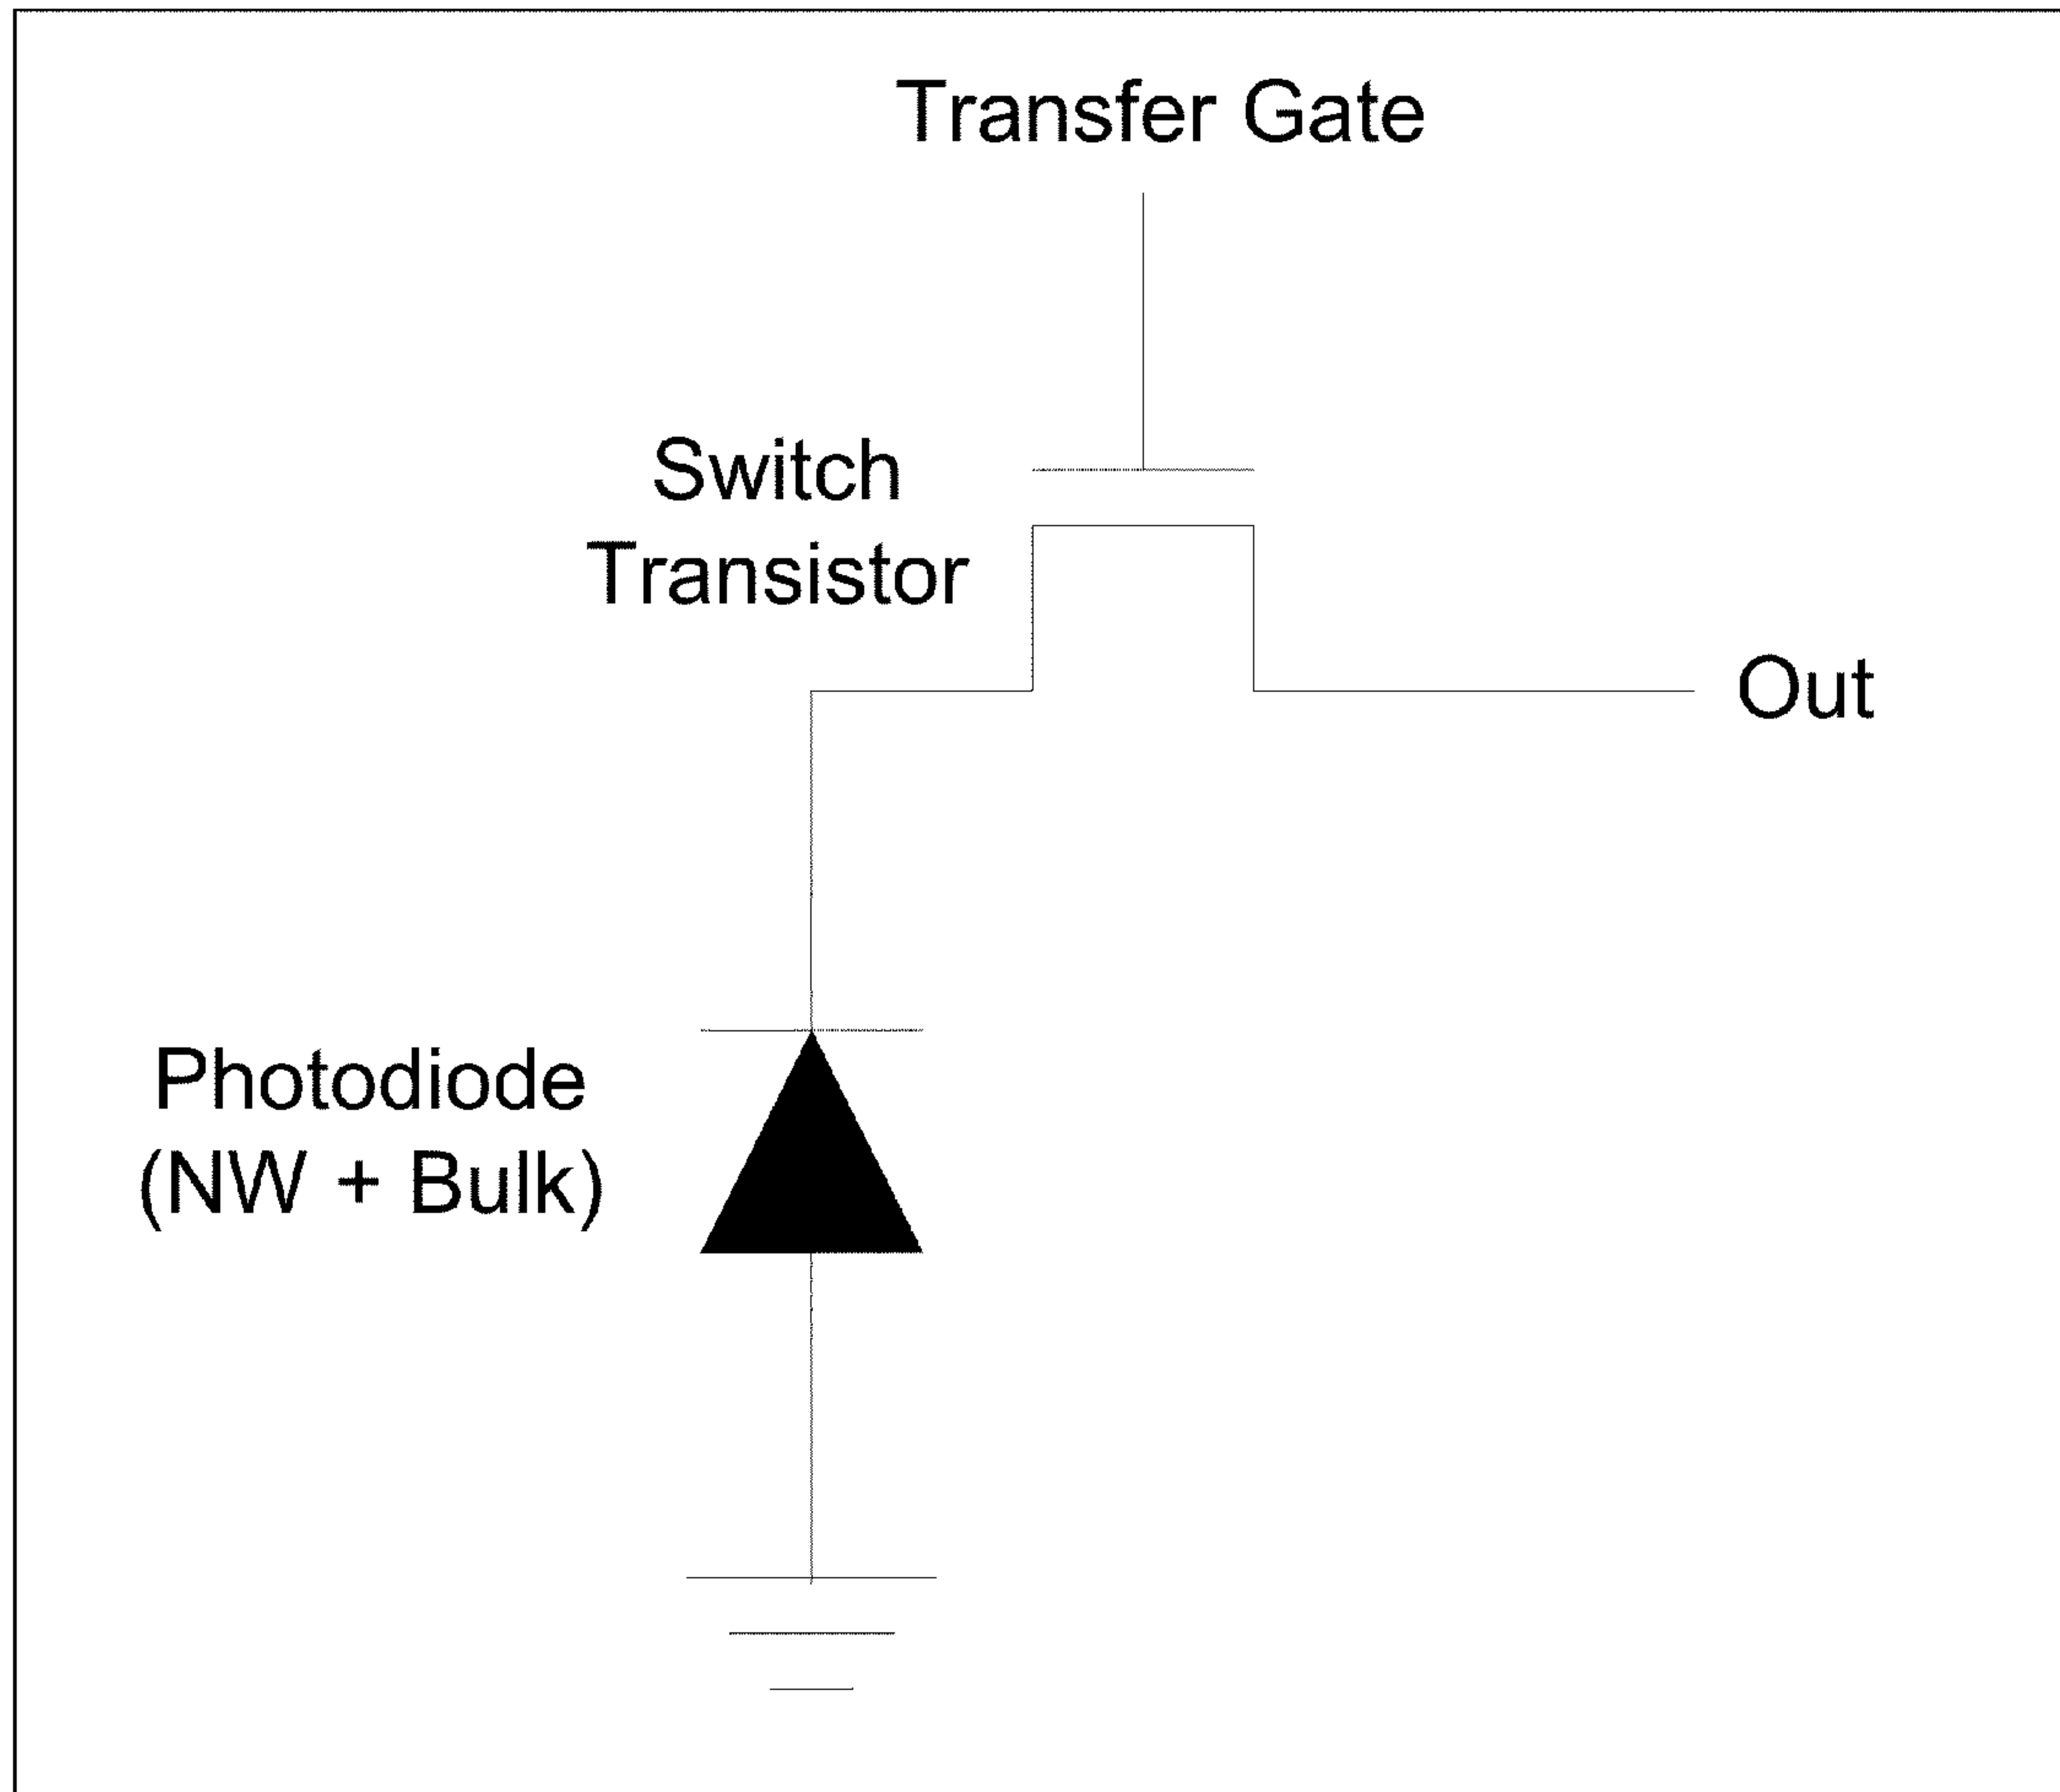 Transfer Gate
Switch
Transistor
Out
Photodiode
(NW + Bulk)